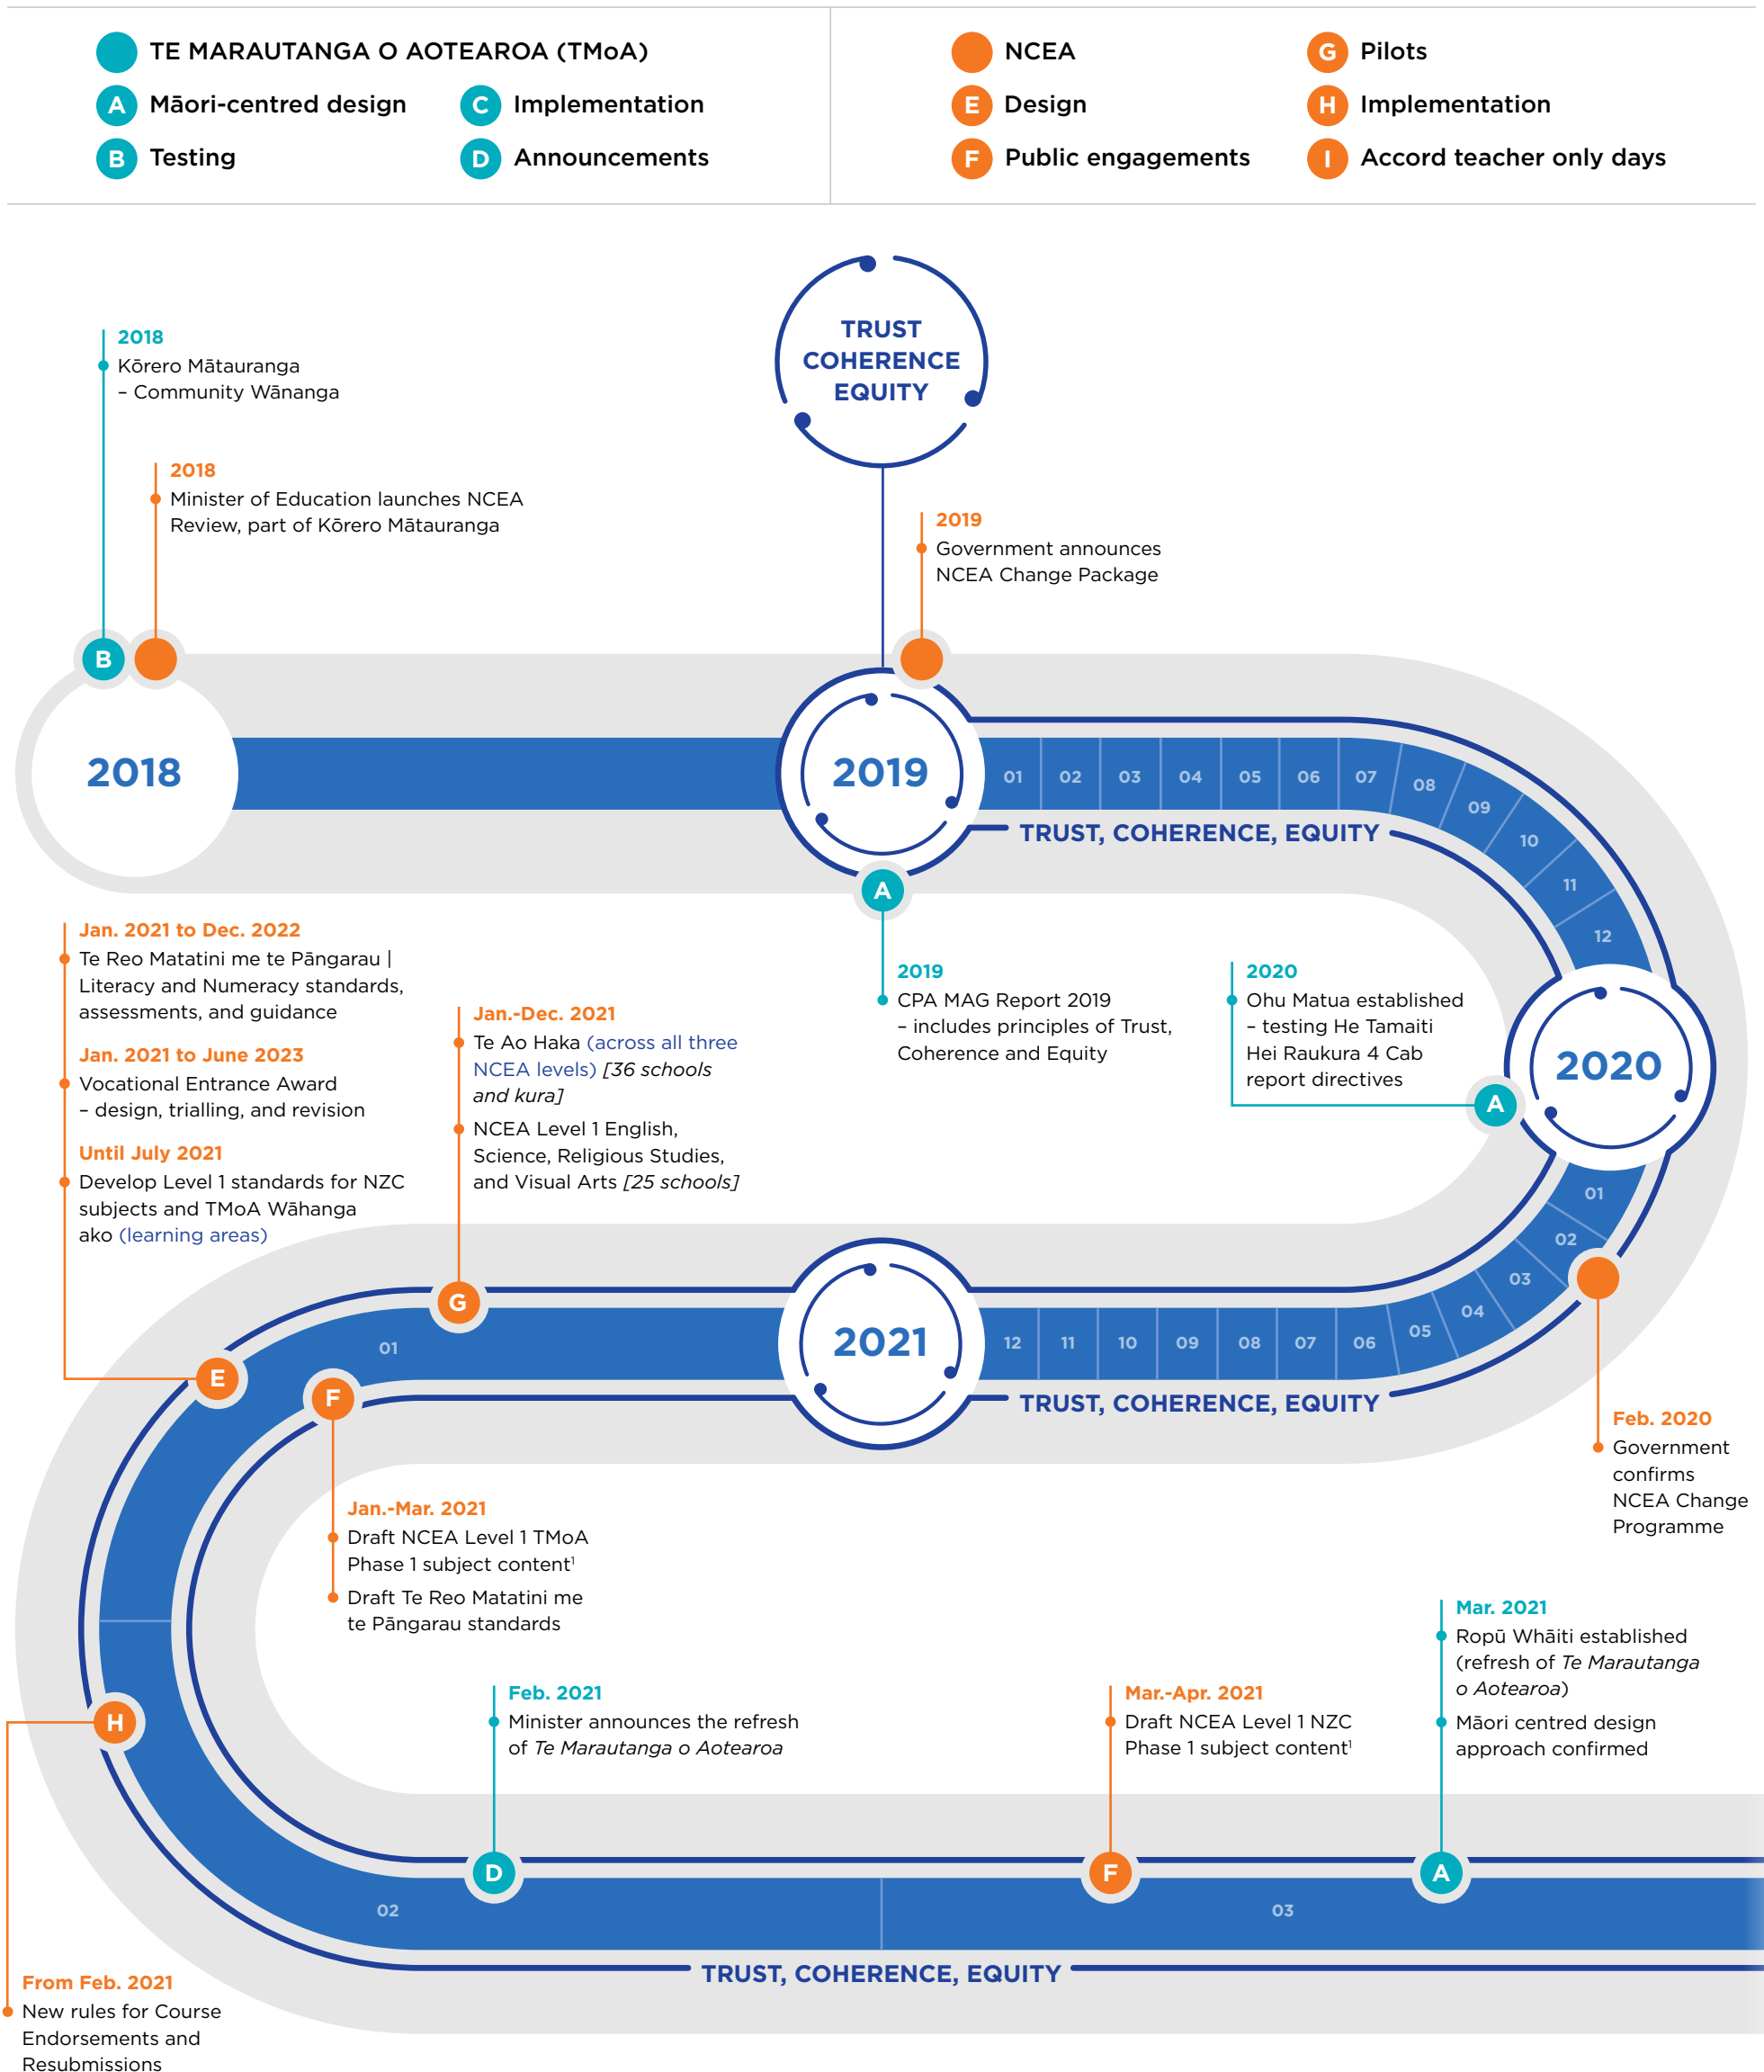 TE MARAUTANGA O AOTEAROA (TMoA)
A Māori-centred design
B Testing
C Implementation
D Announcements
NCEA
E Design
F Public engagements
G Pilots
H Implementation
I Accord teacher only days
TRUST
COHERENCE
EQUITY
2018
Kōrero Mātauranga
– Community Wānanga
2018
Minister of Education launches NCEA
Review, part of Kōrero Mātauranga
2019
Government announces
NCEA Change Package
B
2018
2019
01 02 03 04 05 06 07 08 09 10 11 12
TRUST, COHERENCE, EQUITY
A
2019
CPA MAG Report 2019
– includes principles of Trust,
Coherence and Equity
2020
Ohu Matua established
– testing He Tamaiti
Hei Raukura 4 Cab
report directives
A
2020
Jan. 2021 to Dec. 2022
Te Reo Matatini me te Pāngarau |
Literacy and Numeracy standards,
assessments, and guidance
Jan. 2021 to June 2023
Vocational Entrance Award
– design, trialling, and revision
Until July 2021
Develop Level 1 standards for NZC
subjects and TMoA Wāhanga
ako (learning areas)
Jan.-Dec. 2021
Te Ao Haka (across all three
NCEA levels) [36 schools
and kura]
NCEA Level 1 English,
Science, Religious Studies,
and Visual Arts [25 schools]
01
02
03
04
05
06
07
08
09
10
11
12
2021
TRUST, COHERENCE, EQUITY
Feb. 2020
Government
confirms
NCEA Change
Programme
G
01
E
F
Jan.-Mar. 2021
Draft NCEA Level 1 TMoA
Phase 1 subject content¹
Draft Te Reo Matatini me
te Pāngarau standards
H
Feb. 2021
Minister announces the refresh
of Te Marautanga o Aotearoa
Mar.-Apr. 2021
Draft NCEA Level 1 NZC
Phase 1 subject content¹
Mar. 2021
Ropū Whāiti established
(refresh of Te Marautanga
o Aotearoa)
Māori centred design
approach confirmed
D
F
A
02
03
TRUST, COHERENCE, EQUITY
From Feb. 2021
New rules for Course
Endorsements and
Resubmissions